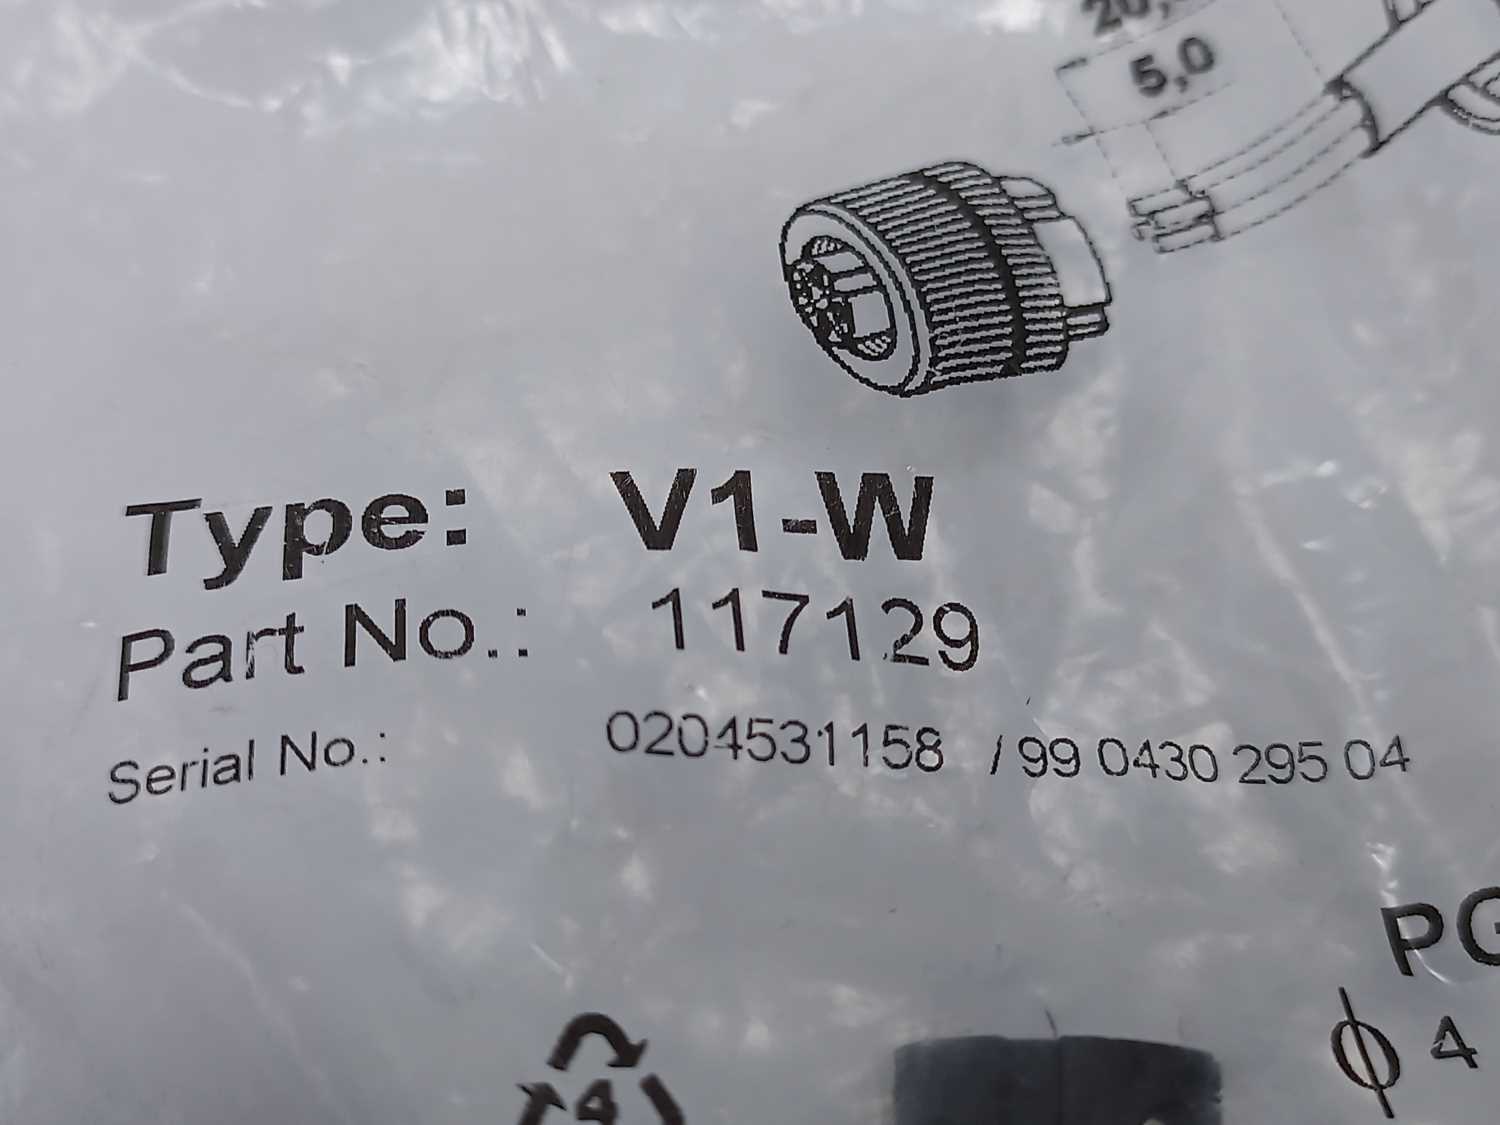 5,0
Type: V1-W
Part No.: 117129
Serial No.: 0204531158 / 99 0430 295 04
PG
ϕ 4
4